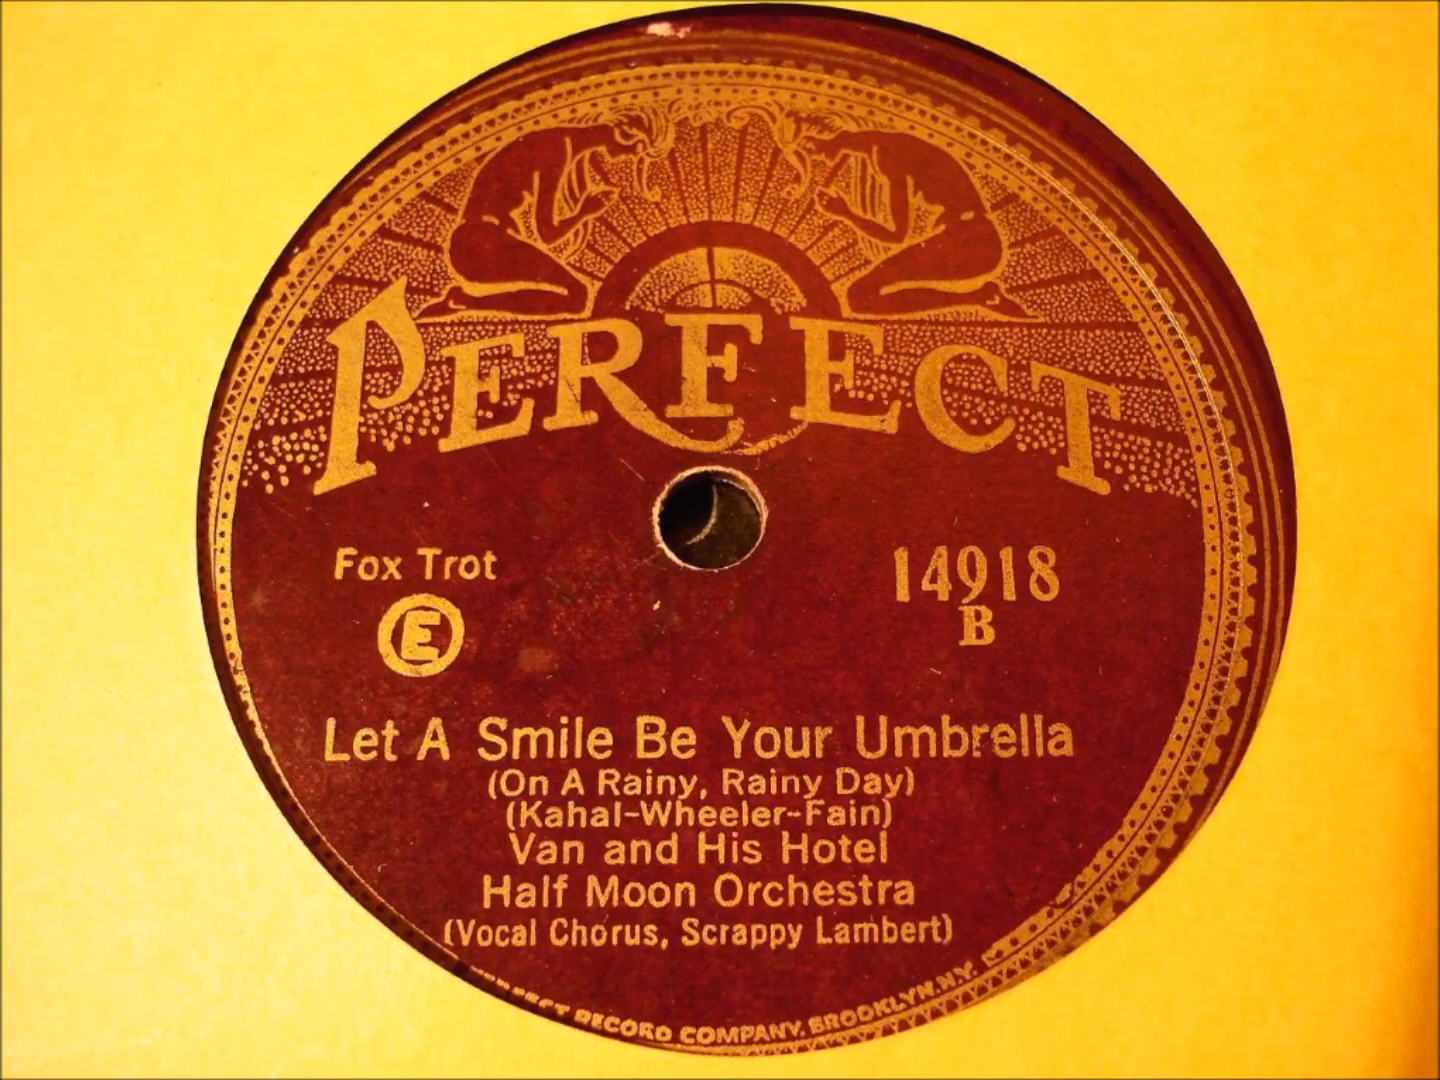 PERFECT
Fox Trot
E
14918
B
Let A Smile Be Your Umbrella
(On A Rainy, Rainy Day)
(Kahal-Wheeler-Fain)
Van and His Hotel
Half Moon Orchestra
(Vocal Chorus, Scrappy Lambert)
PERFECT RECORD COMPANY. BROOKLYN, N.Y.